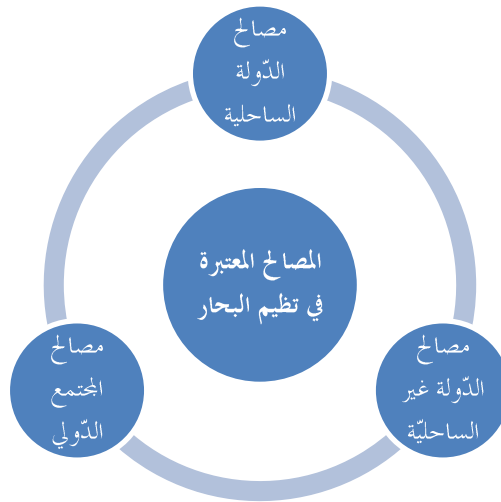 مصالح
الدّولة
الساحلية
المصالح المعتبرة
في تظيم البحار
مصالح
الدّولة غير
الساحليّة
مصالح
المجتمع
الدّولي